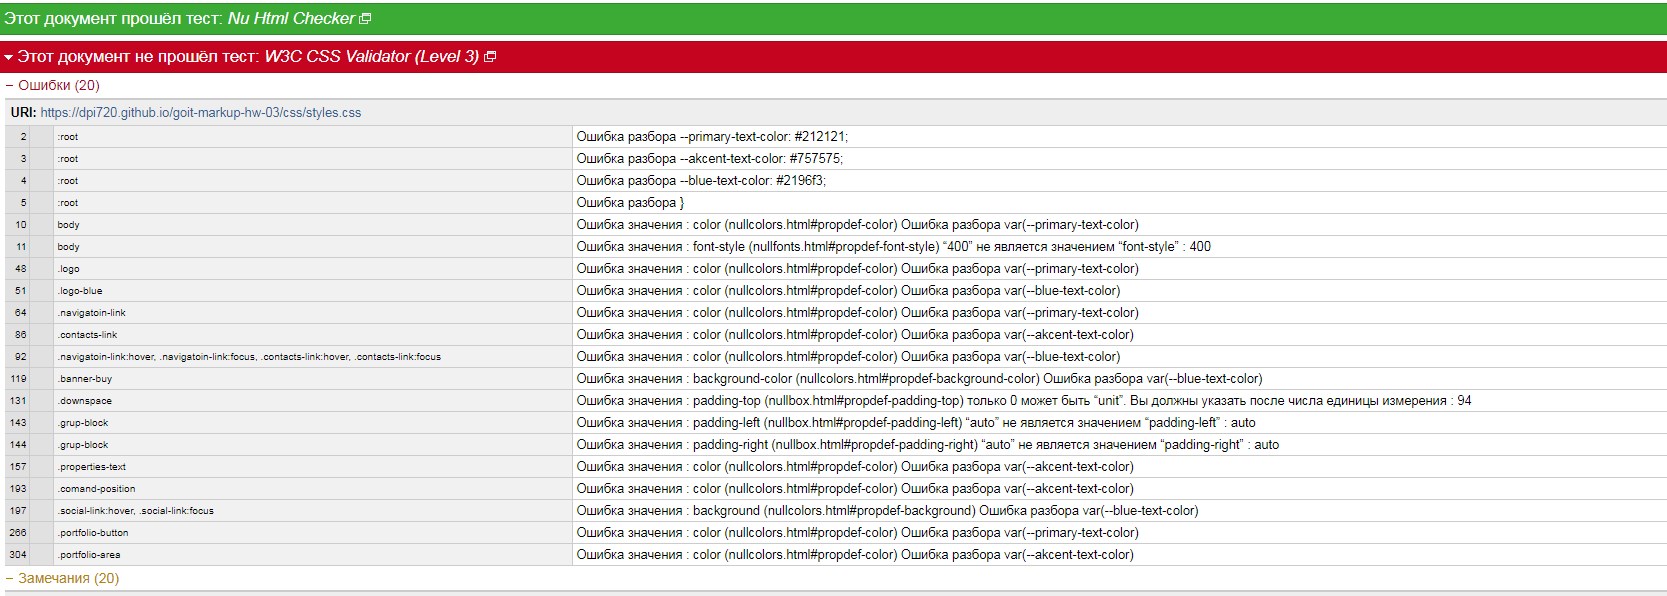 Этот документ прошёл тест: Nu Html Checker
Этот документ не прошёл тест: W3C CSS Validator (Level 3)
– Ошибки (20)
URI: https://dpi720.github.io/goit-markup-hw-03/css/styles.css
2 :root Ошибка разбора --primary-text-color: #212121;
3 :root Ошибка разбора --akcent-text-color: #757575;
4 :root Ошибка разбора --blue-text-color: #2196f3;
5 :root Ошибка разбора }
10 body Ошибка значения : color (nullcolors.html#propdef-color) Ошибка разбора var(--primary-text-color)
11 body Ошибка значения : font-style (nullfonts.html#propdef-font-style) “400” не является значением “font-style” : 400
48 .logo Ошибка значения : color (nullcolors.html#propdef-color) Ошибка разбора var(--primary-text-color)
51 .logo-blue Ошибка значения : color (nullcolors.html#propdef-color) Ошибка разбора var(--blue-text-color)
64 .navigatoin-link Ошибка значения : color (nullcolors.html#propdef-color) Ошибка разбора var(--primary-text-color)
86 .contacts-link Ошибка значения : color (nullcolors.html#propdef-color) Ошибка разбора var(--akcent-text-color)
92 .navigatoin-link:hover, .navigatoin-link:focus, .contacts-link:hover, .contacts-link:focus Ошибка значения : color (nullcolors.html#propdef-color) Ошибка разбора var(--blue-text-color)
119 .banner-buy Ошибка значения : background-color (nullcolors.html#propdef-background-color) Ошибка разбора var(--blue-text-color)
131 .downspace Ошибка значения : padding-top (nullbox.html#propdef-padding-top) только 0 может быть “unit”. Вы должны указать после числа единицы измерения : 94
143 .grup-block Ошибка значения : padding-left (nullbox.html#propdef-padding-left) “auto” не является значением “padding-left” : auto
144 .grup-block Ошибка значения : padding-right (nullbox.html#propdef-padding-right) “auto” не является значением “padding-right” : auto
157 .properties-text Ошибка значения : color (nullcolors.html#propdef-color) Ошибка разбора var(--akcent-text-color)
193 .comand-position Ошибка значения : color (nullcolors.html#propdef-color) Ошибка разбора var(--akcent-text-color)
197 .social-link:hover, .social-link:focus Ошибка значения : background (nullcolors.html#propdef-background) Ошибка разбора var(--blue-text-color)
266 .portfolio-button Ошибка значения : color (nullcolors.html#propdef-color) Ошибка разбора var(--primary-text-color)
304 .portfolio-area Ошибка значения : color (nullcolors.html#propdef-color) Ошибка разбора var(--akcent-text-color)
– Замечания (20)